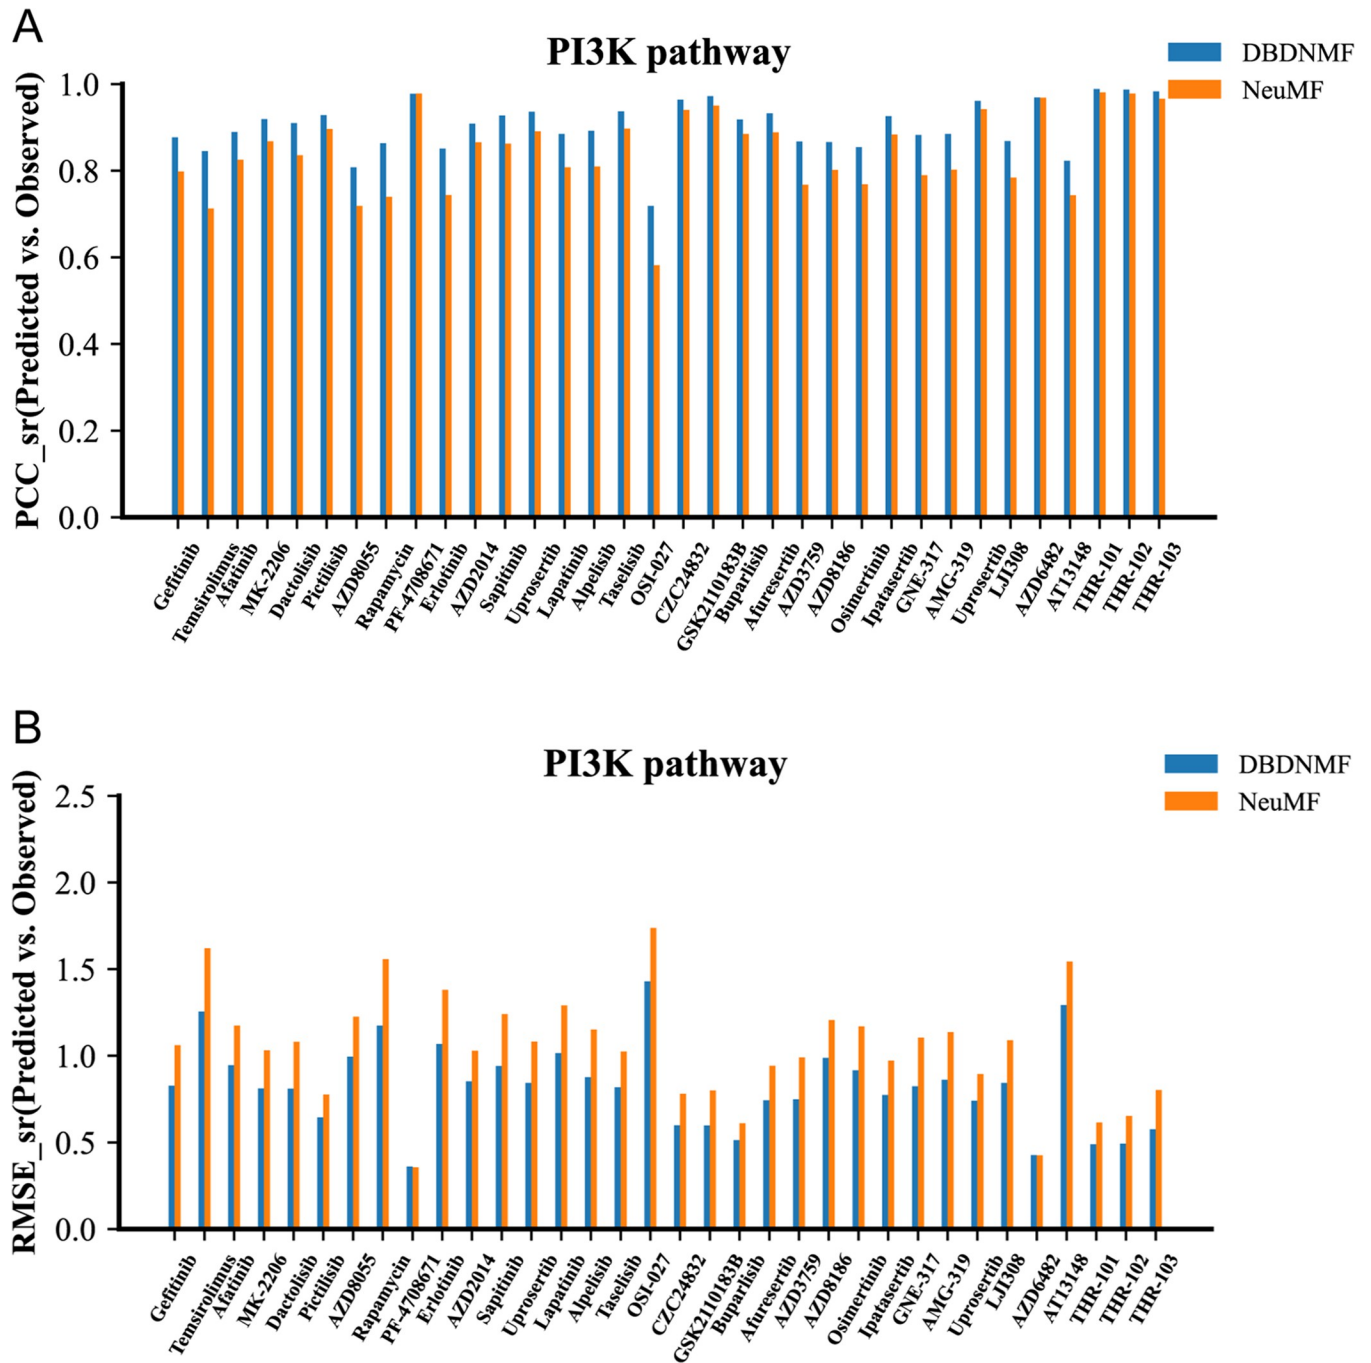 A
PI3K pathway
DBDNMF
NeuMF
PCC_sr(Predicted vs. Observed)
1.0
0.8
0.6
0.4
0.2
0.0
Gefitinib
Temsirolimus
Afatinib
MK-2206
Dactolisib
Pictilisib
AZD8055
Rapamycin
PF-4708671
Erlotinib
AZD2014
Sapitinib
Uprosertib
Lapatinib
Alpelisib
Taselisib
OSI-027
CZC24832
GSK2110183B
Buparlisib
Afuresertib
AZD3759
AZD8186
Osimertinib
Ipatasertib
GNE-317
AMG-319
Uprosertib
LJI308
AZD6482
AT13148
THR-101
THR-102
THR-103
B
PI3K pathway
DBDNMF
NeuMF
RMSE_sr(Predicted vs. Observed)
2.5
2.0
1.5
1.0
0.5
0.0
Gefitinib
Temsirolimus
Afatinib
MK-2206
Dactolisib
Pictilisib
AZD8055
Rapamycin
PF-4708671
Erlotinib
AZD2014
Sapitinib
Uprosertib
Lapatinib
Alpelisib
Taselisib
OSI-027
CZC24832
GSK2110183B
Buparlisib
Afuresertib
AZD3759
AZD8186
Osimertinib
Ipatasertib
GNE-317
AMG-319
Uprosertib
LJI308
AZD6482
AT13148
THR-101
THR-102
THR-103